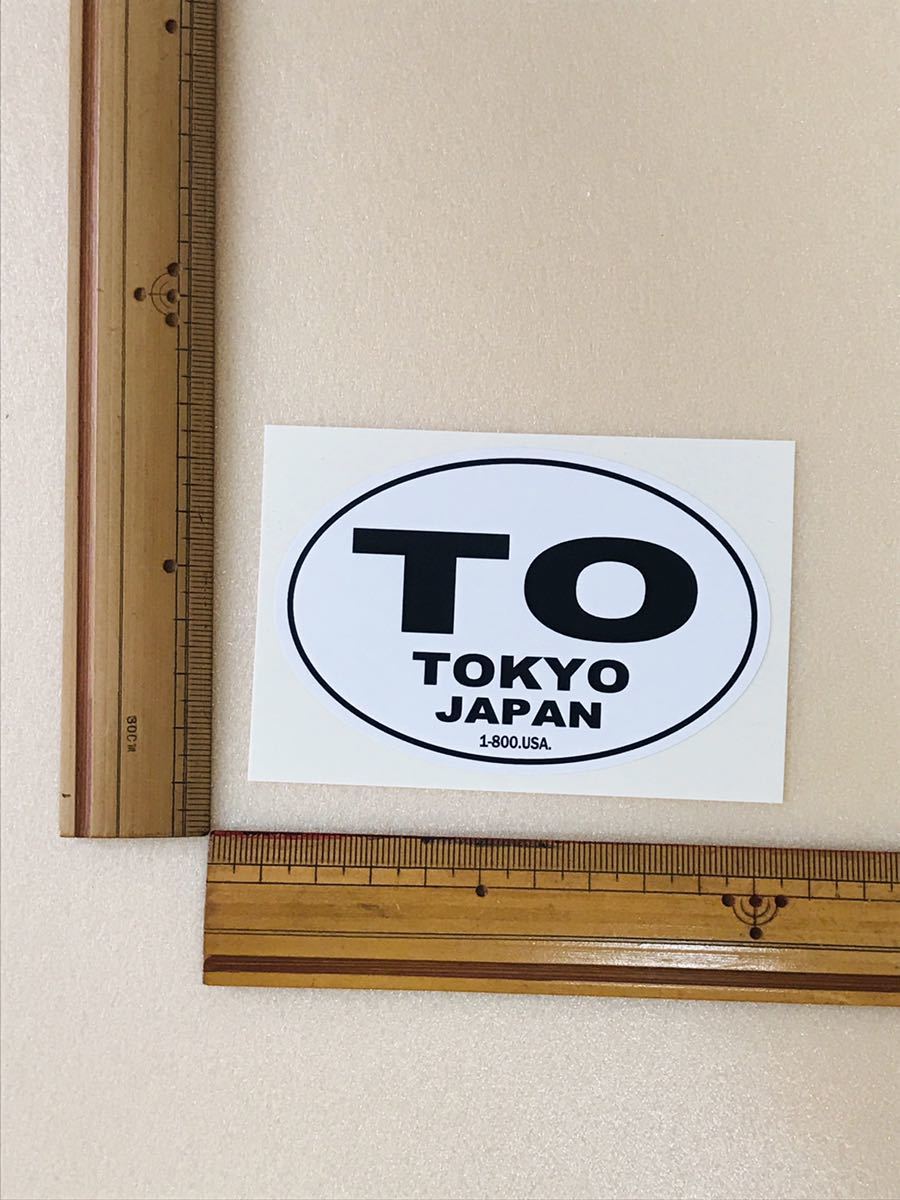 TO
TOKYO
JAPAN
1-800.USA.
30CM